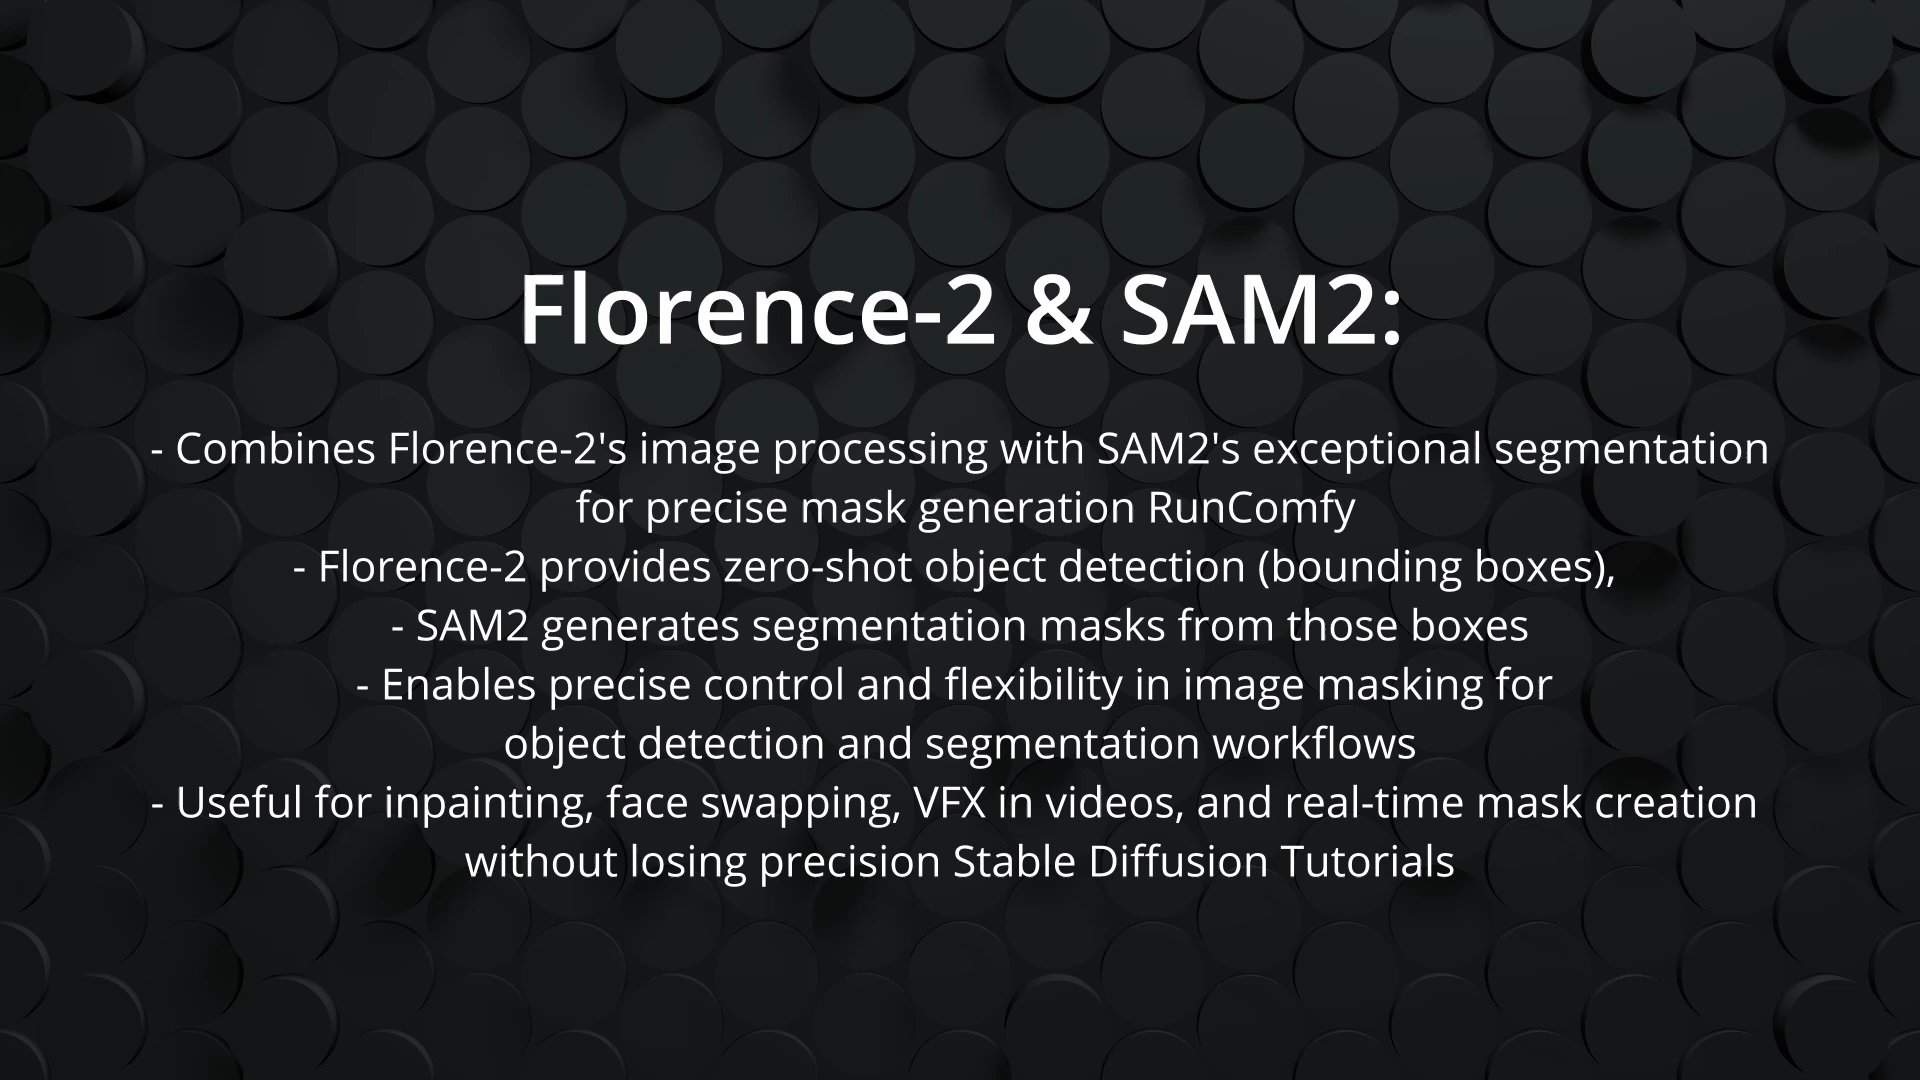 Florence-2 & SAM2:
- Combines Florence-2's image processing with SAM2's exceptional segmentation
for precise mask generation RunComfy
- Florence-2 provides zero-shot object detection (bounding boxes),
- SAM2 generates segmentation masks from those boxes
- Enables precise control and flexibility in image masking for
object detection and segmentation workflows
- Useful for inpainting, face swapping, VFX in videos, and real-time mask creation
without losing precision Stable Diffusion Tutorials